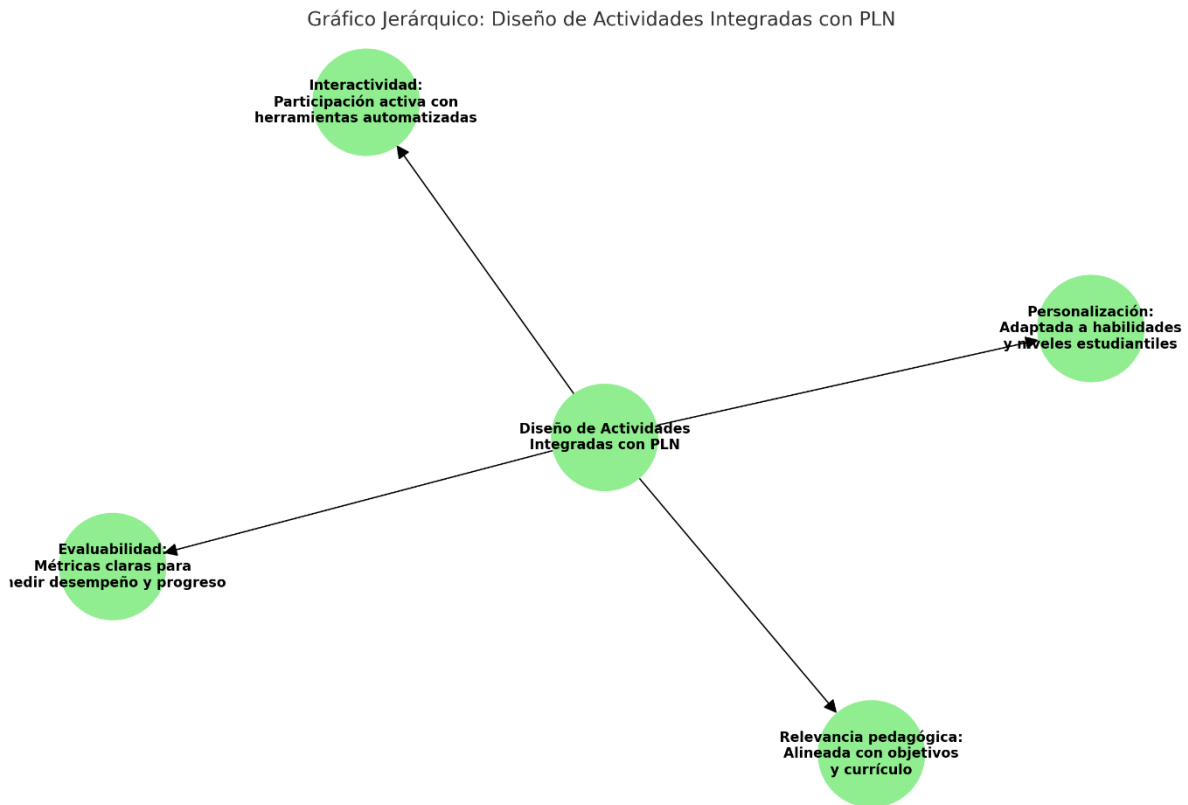 Gráfico Jerárquico: Diseño de Actividades Integradas con PLN
Interactividad:
Participación activa con
herramientas automatizadas
Personalización:
Adaptada a habilidades
y niveles estudiantiles
Diseño de Actividades
Integradas con PLN
Evaluabilidad:
Métricas claras para
desempeño y progreso
Relevancia pedagógica:
Alineada con objetivos
y currículo